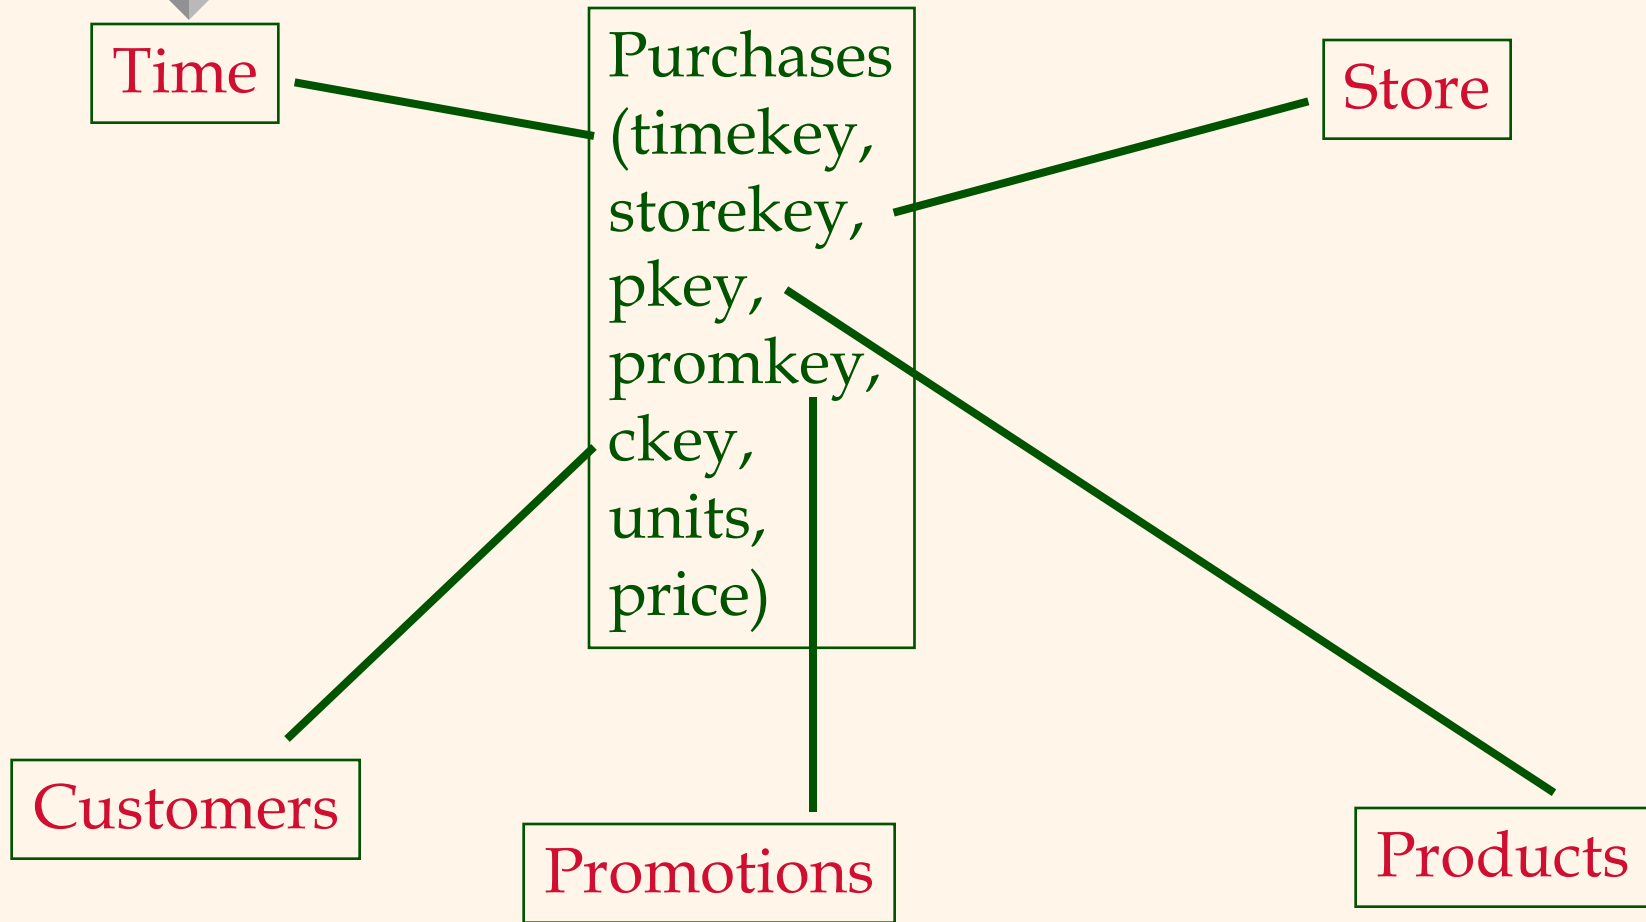 Time
Purchases
(timekey,
storekey,
pkey,
promkey,
ckey,
units,
price)
Store
Customers
Promotions
Products